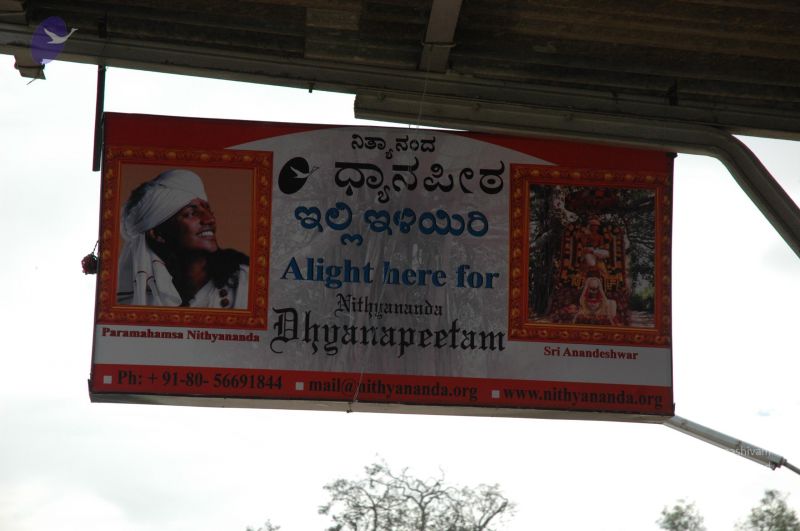 ನಿತ್ಯಾನಂದ
ಧ್ಯಾನಪೀಠ
ಇಲ್ಲಿ ಇಳಿಯಿರಿ
Alight here for
Nithyananda
Dhyanapeetam
Paramahamsa Nithyananda
Sri Anandeshwar
Ph: + 91-80- 56691844 mail@nithyananda.org www.nithyananda.org